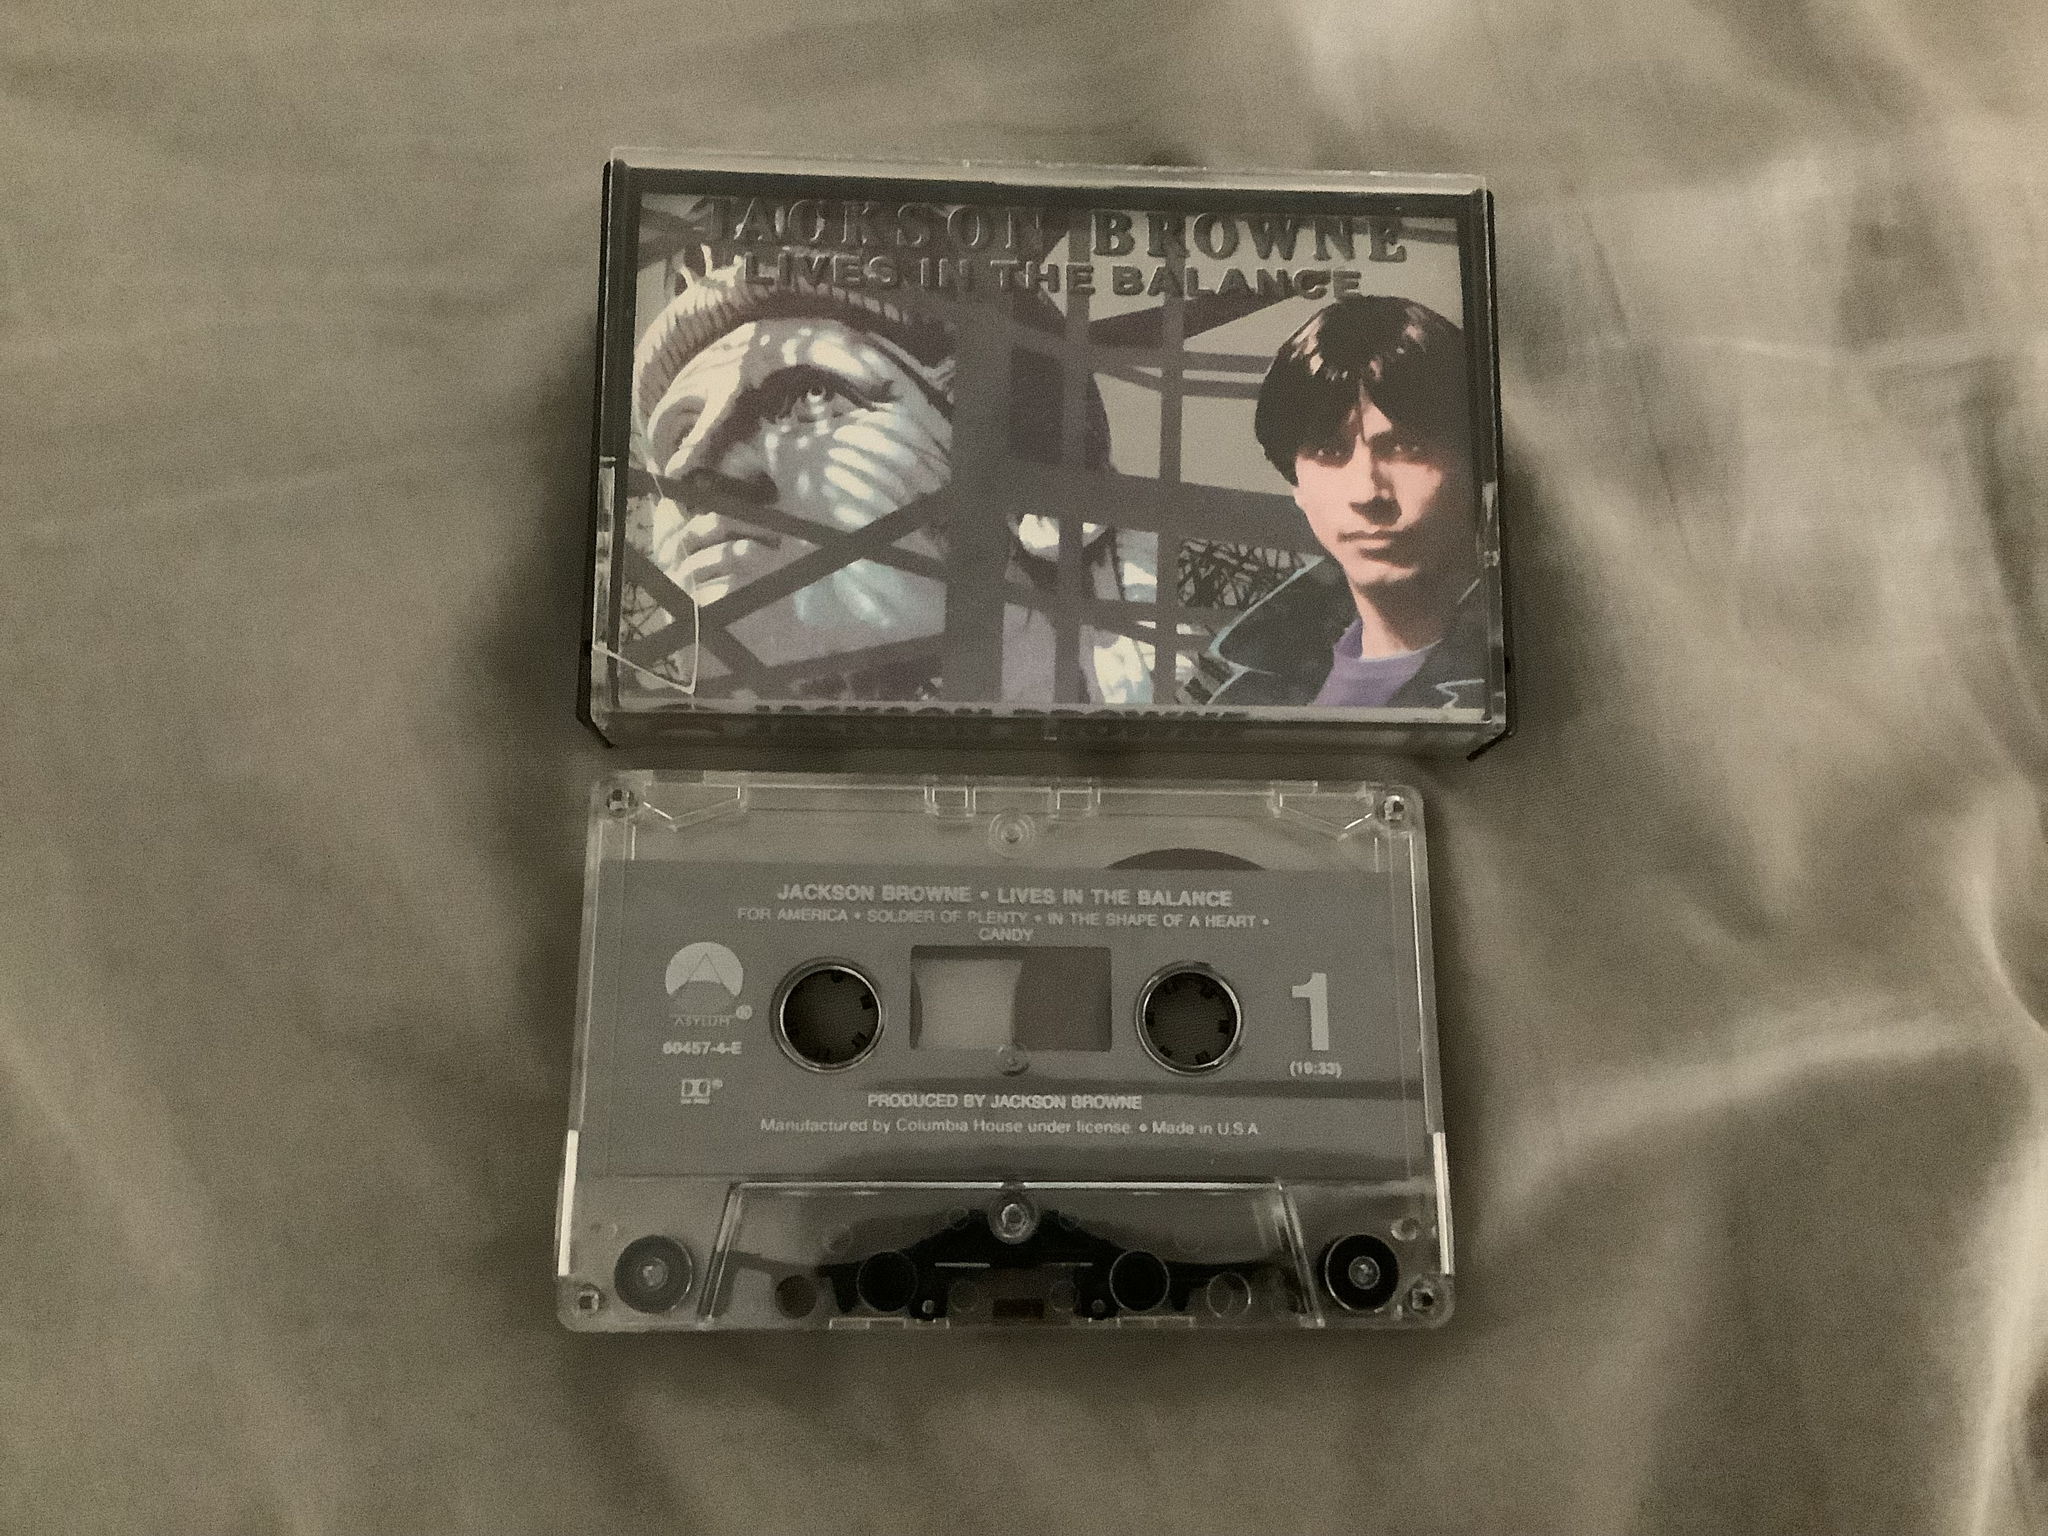 JACKSON BROWNE
LIVES IN THE BALANCE
JACKSON BROWNE
JACKSON BROWNE • LIVES IN THE BALANCE
FOR AMERICA • SOLDIER OF PLENTY • IN THE SHAPE OF A HEART •
CANDY
ASYLUM ®
60457-4-E
1
(19:33)
PRODUCED BY JACKSON BROWNE
Manufactured by Columbia House under license. • Made in U.S.A.